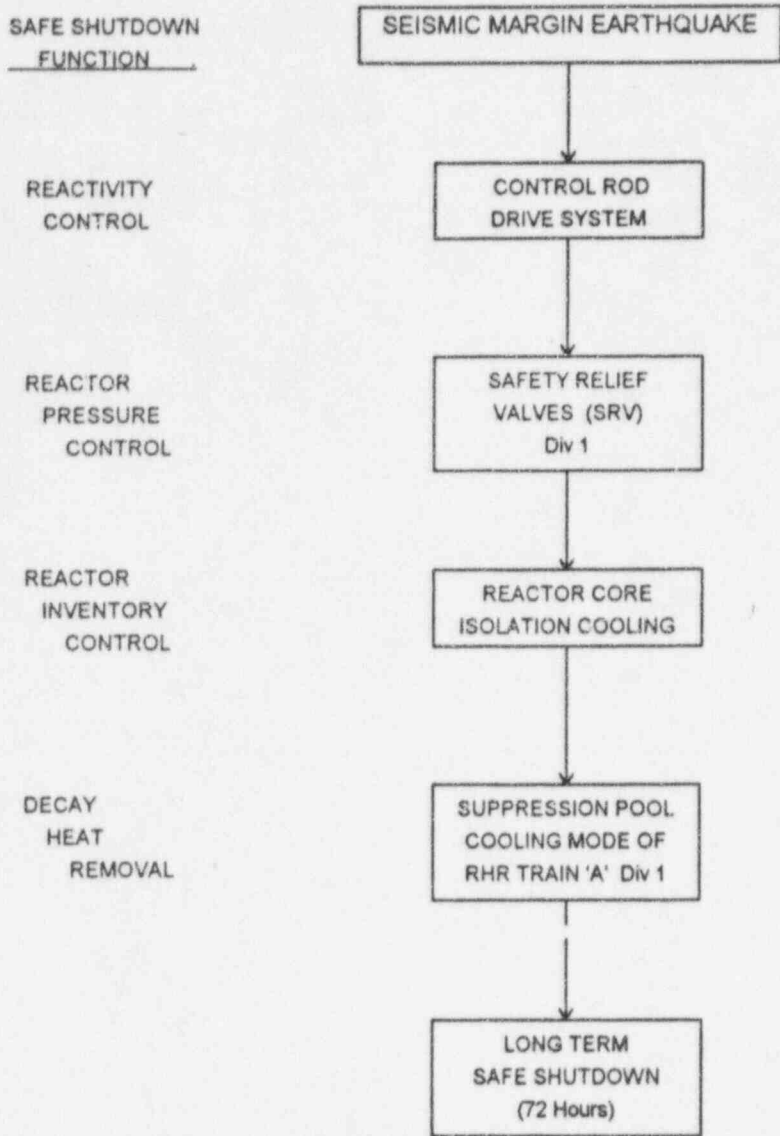 SAFE SHUTDOWN
FUNCTION
SEISMIC MARGIN EARTHQUAKE
REACTIVITY
CONTROL
CONTROL ROD
DRIVE SYSTEM
REACTOR
PRESSURE
CONTROL
SAFETY RELIEF
VALVES (SRV)
Div 1
REACTOR
INVENTORY
CONTROL
REACTOR CORE
ISOLATION COOLING
DECAY
HEAT
REMOVAL
SUPPRESSION POOL
COOLING MODE OF
RHR TRAIN 'A' Div 1
LONG TERM
SAFE SHUTDOWN
(72 Hours)